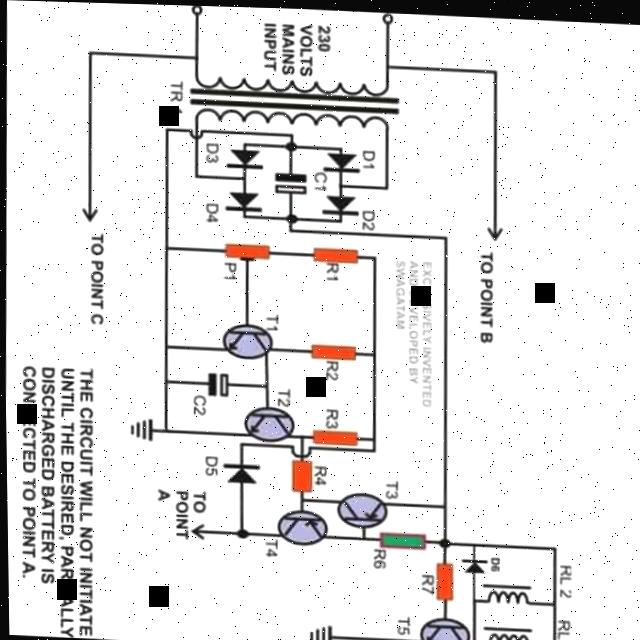 230
VOLTS
MAINS
INPUT
TR
TO POINT B
TO POINT C
D1
D2
D3
D4
C1
EXCLUSIVELY INVENTED
AND DEVELOPED BY
SWAGATAM
R1
P1
T1
R2
T2
C2
R3
R4
D5
T3
T4
TO
POINT
A
R6
R7
D6
RL 2
T5
THE CIRCUIT WILL NOT INITIATE
UNTIL THE DESIRED, PARTIALLY
DISCHARGED BATTERY IS
CONNECTED TO POINT A.